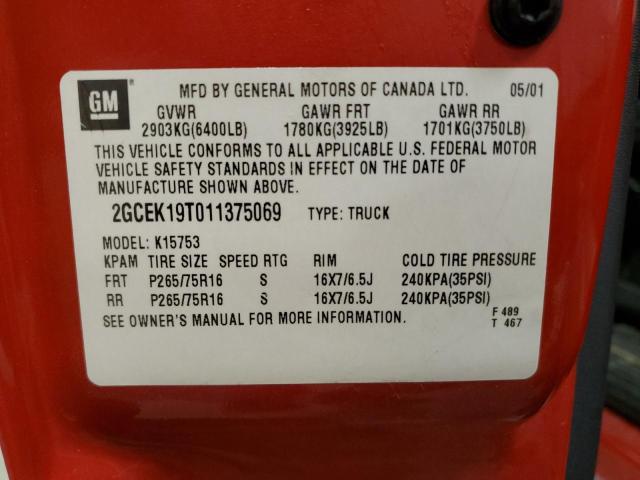 GM
MFD BY GENERAL MOTORS OF CANADA LTD. 05/01
GVWR GAWR FRT GAWR RR
2903KG(6400LB) 1780KG(3925LB) 1701KG(3750LB)
THIS VEHICLE CONFORMS TO ALL APPLICABLE U.S. FEDERAL MOTOR
VEHICLE SAFETY STANDARDS IN EFFECT ON THE DATE OF
MANUFACTURE SHOWN ABOVE.
2GCEK19T011375069 TYPE: TRUCK
MODEL: K15753
KPAM TIRE SIZE SPEED RTG RIM COLD TIRE PRESSURE
FRT P265/75R16 S 16X7/6.5J 240KPA(35PSI)
RR P265/75R16 S 16X7/6.5J 240KPA(35PSI)
SEE OWNER'S MANUAL FOR MORE INFORMATION. F 489
T 467